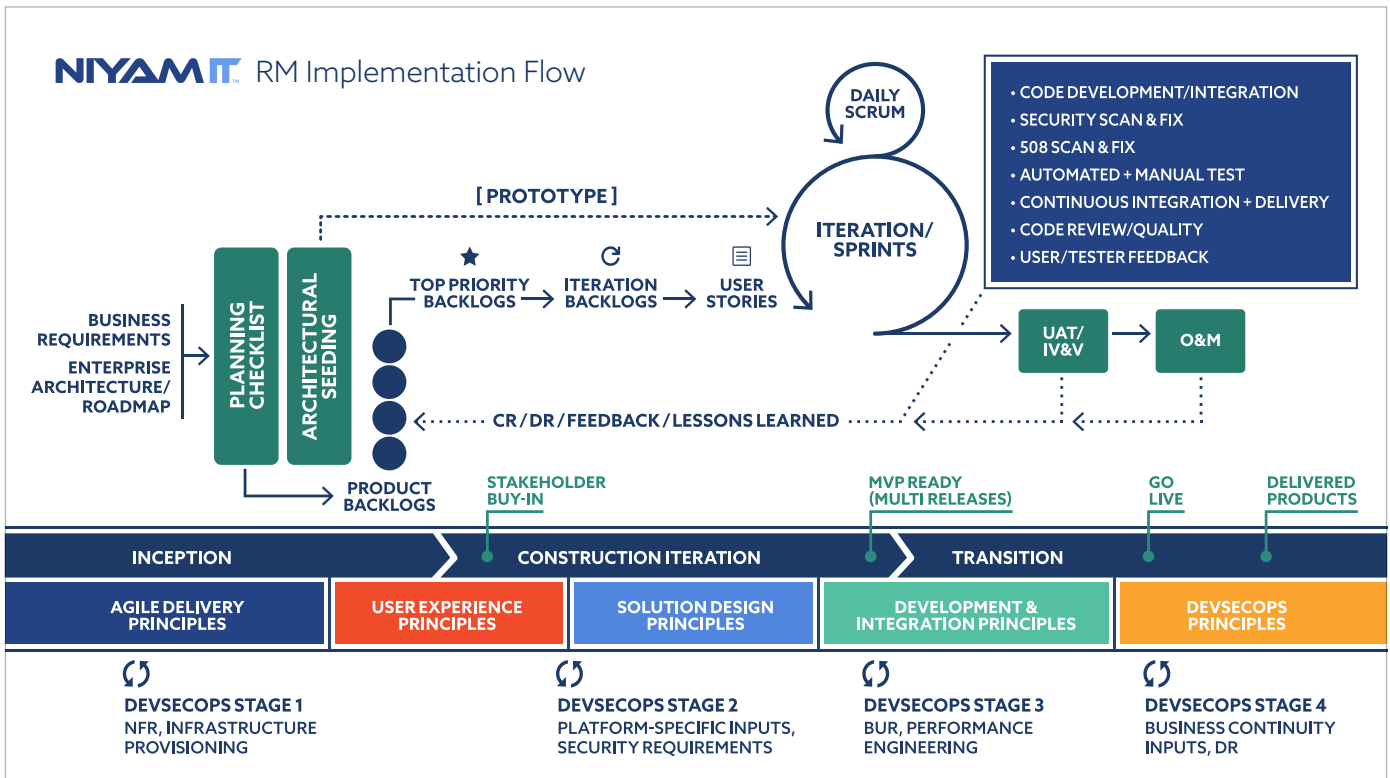 NIYAM IT™ RM Implementation Flow
DAILY
SCRUM
• CODE DEVELOPMENT/INTEGRATION
• SECURITY SCAN & FIX
• 508 SCAN & FIX
• AUTOMATED + MANUAL TEST
• CONTINUOUS INTEGRATION + DELIVERY
• CODE REVIEW/QUALITY
• USER/TESTER FEEDBACK
[ PROTOTYPE ]
ITERATION/
SPRINTS
TOP PRIORITY
BACKLOGS
ITERATION
BACKLOGS
USER
STORIES
BUSINESS
REQUIREMENTS
ENTERPRISE
ARCHITECTURE/
ROADMAP
PLANNING
CHECKLIST
ARCHITECTURAL
SEEDING
UAT/
IV&V
O&M
CR / DR / FEEDBACK / LESSONS LEARNED
PRODUCT
BACKLOGS
STAKEHOLDER
BUY-IN
MVP READY
(MULTI RELEASES)
GO
LIVE
DELIVERED
PRODUCTS
INCEPTION
CONSTRUCTION ITERATION
TRANSITION
AGILE DELIVERY
PRINCIPLES
USER EXPERIENCE
PRINCIPLES
SOLUTION DESIGN
PRINCIPLES
DEVELOPMENT &
INTEGRATION PRINCIPLES
DEVSECOPS
PRINCIPLES
DEVSECOPS STAGE 1
NFR, INFRASTRUCTURE
PROVISIONING
DEVSECOPS STAGE 2
PLATFORM-SPECIFIC INPUTS,
SECURITY REQUIREMENTS
DEVSECOPS STAGE 3
BUR, PERFORMANCE
ENGINEERING
DEVSECOPS STAGE 4
BUSINESS CONTINUITY
INPUTS, DR